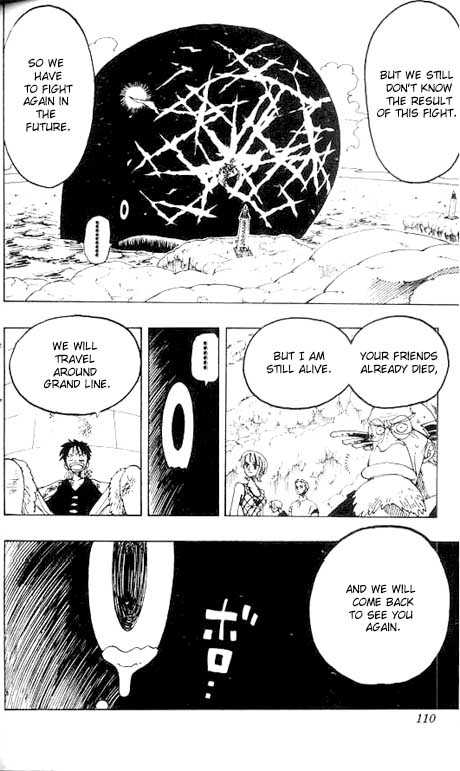 BUT WE STILL
DON'T KNOW
THE RESULT
OF THIS FIGHT.
SO WE
HAVE
TO FIGHT
AGAIN IN
THE
FUTURE.
YOUR FRIENDS
ALREADY DIED,
BUT I AM
STILL ALIVE.
WE WILL
TRAVEL
AROUND
GRAND LINE.
AND WE WILL
COME BACK
TO SEE YOU
AGAIN.
ボロ...
110